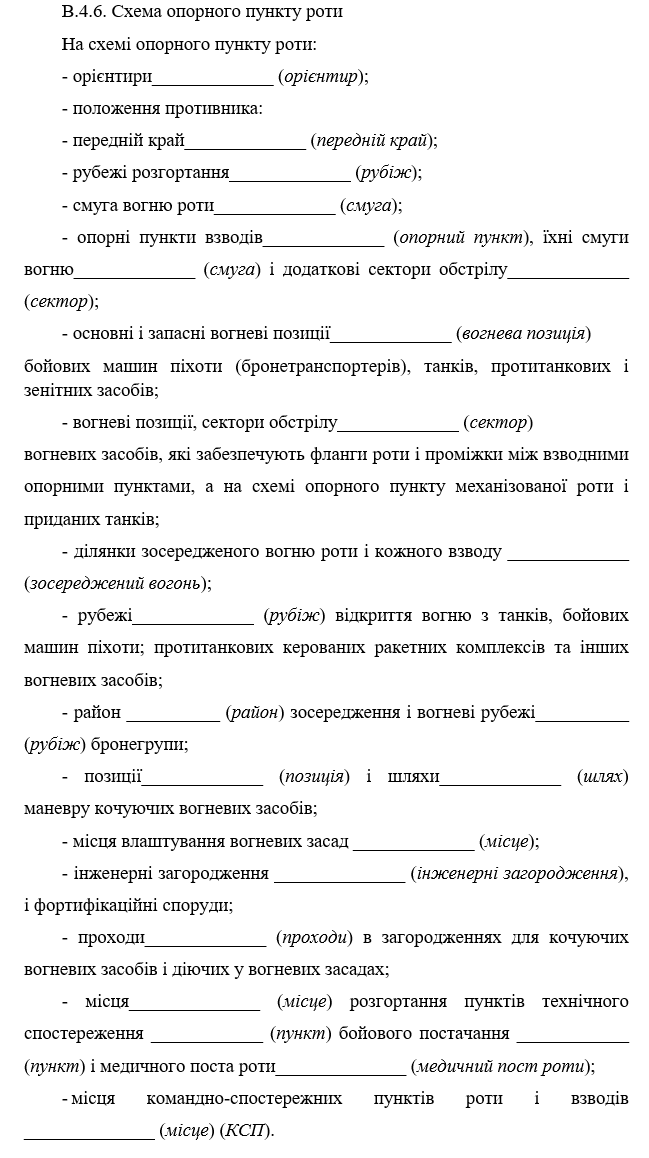 В.4.6. Схема опорного пункту роти
На схемі опорного пункту роти:
- орієнтири_____________ (орієнтир);
- положення противника:
- передній край_____________ (передній край);
- рубежі розгортання_____________ (рубіж);
- смуга вогню роти_____________ (смуга);
- опорні пункти взводів_____________ (опорний пункт), їхні смуги
вогню_____________ (смуга) і додаткові сектори обстрілу_____________
(сектор);
- основні і запасні вогневі позиції_____________ (вогнева позиція)
бойових машин піхоти (бронетранспортерів), танків, протитанкових і
зенітних засобів;
- вогневі позиції, сектори обстрілу_____________ (сектор)
вогневих засобів, які забезпечують фланги роти і проміжки між взводними
опорними пунктами, а на схемі опорного пункту механізованої роти і
приданих танків;
- ділянки зосередженого вогню роти і кожного взводу _____________
(зосереджений вогонь);
- рубежі_____________ (рубіж) відкриття вогню з танків, бойових
машин піхоти; протитанкових керованих ракетних комплексів та інших
вогневих засобів;
- район __________ (район) зосередження і вогневі рубежі__________
(рубіж) бронегрупи;
- позиції_____________ (позиція) і шляхи_____________ (шлях)
маневру кочуючих вогневих засобів;
- місця влаштування вогневих засад _____________ (місце);
- інженерні загородження ______________ (інженерні загородження),
і фортифікаційні споруди;
- проходи_____________ (проходи) в загородженнях для кочуючих
вогневих засобів і діючих у вогневих засадах;
- місця______________ (місце) розгортання пунктів технічного
спостереження ____________ (пункт) бойового постачання ____________
(пункт) і медичного поста роти______________ (медичний пост роти);
- місця командно-спостережних пунктів роти і взводів
______________ (місце) (КСП).